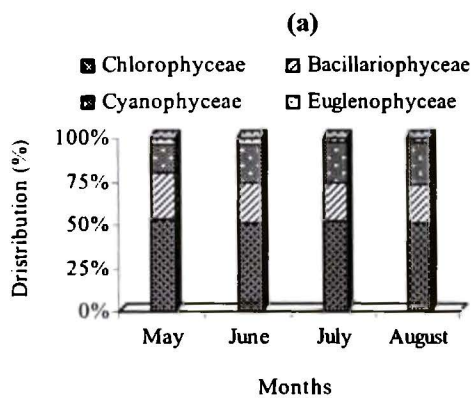 (a)
Chlorophyceae Bacillariophyceae
Cyanophyceae Euglenophyceae
Dristribution (%)
100%
75%
50%
25%
0%
May June July August
Months